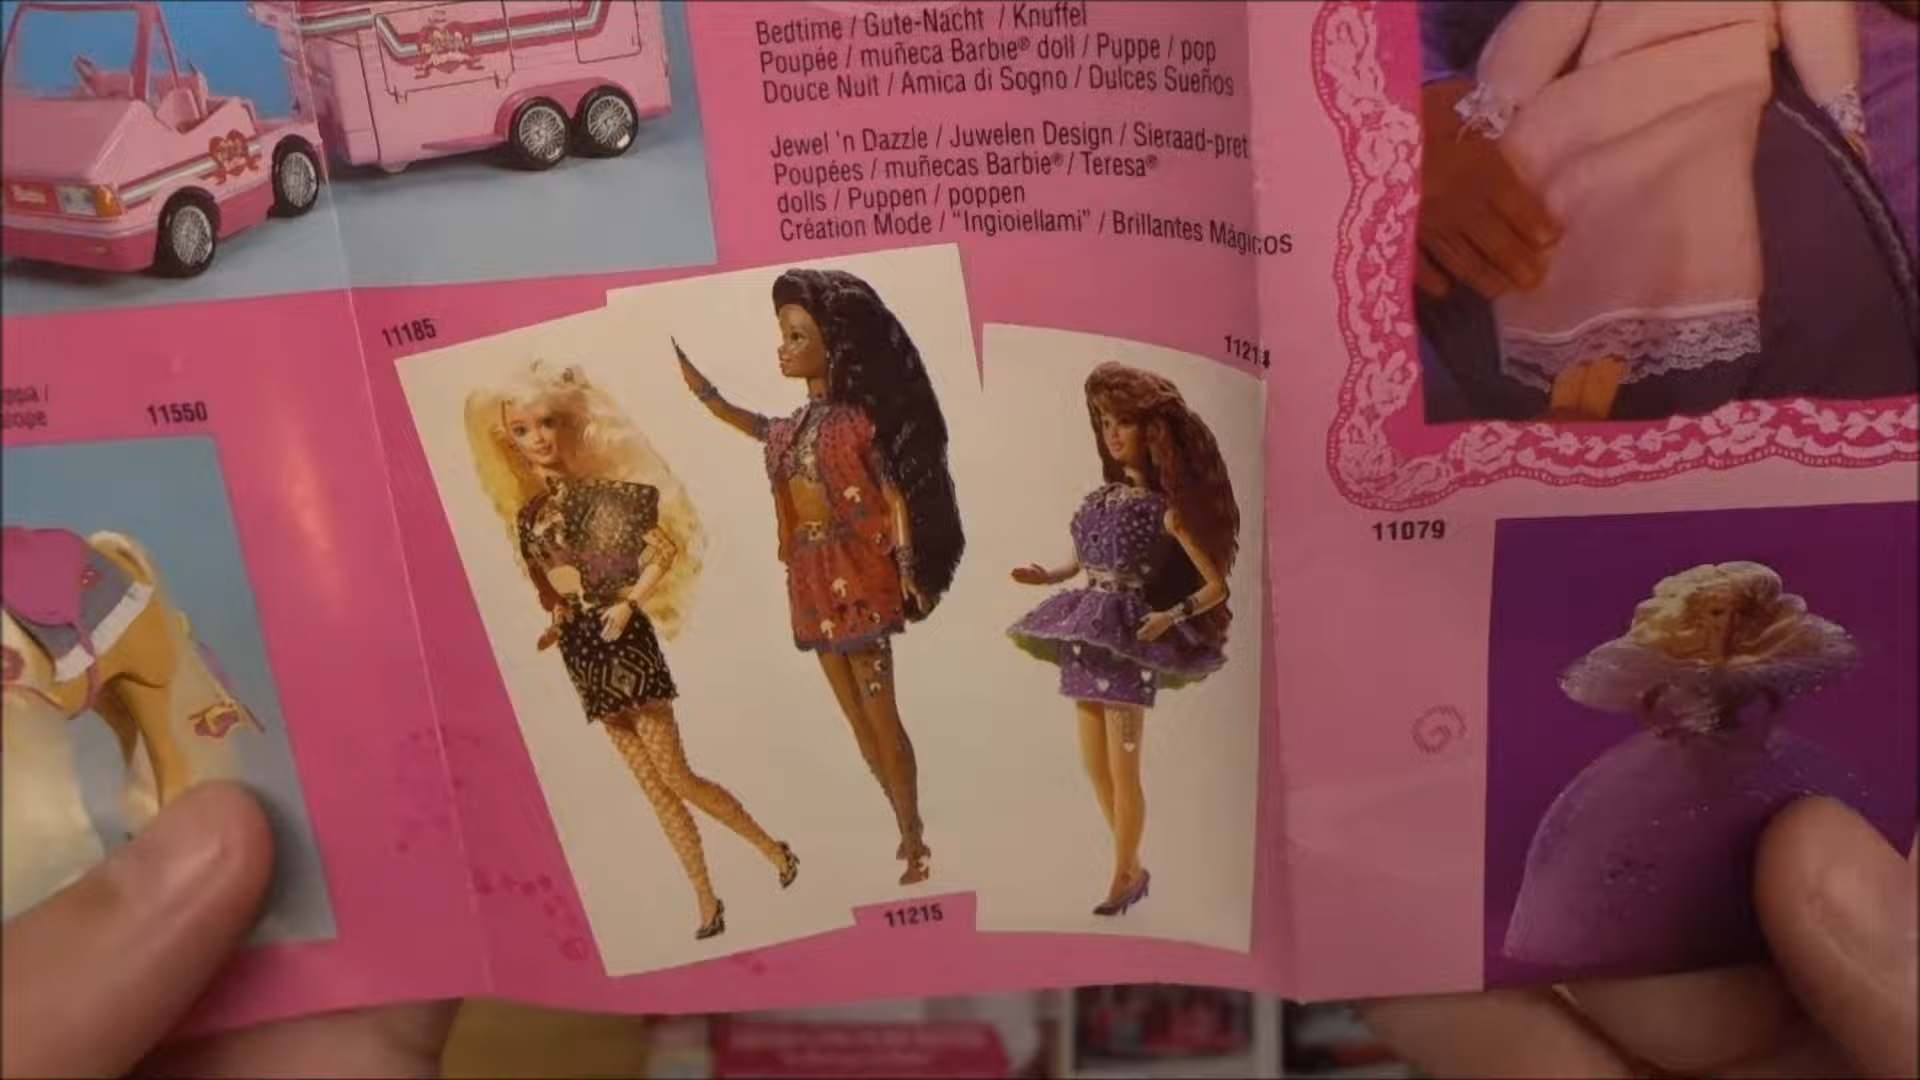 Bedtime / Gute-Nacht / Knuffel
Poupée / muñeca Barbie® doll / Puppe / pop
Douce Nuit / Amica di Sogno / Dulces Sueños
Jewel 'n Dazzle / Juwelen Design / Sieraad-pret
Poupées / muñecas Barbie® / Teresa®
dolls / Puppen / poppen
Création Mode / "Ingioiellami" / Brillantes Mágicos
11185
11550
11079
11215